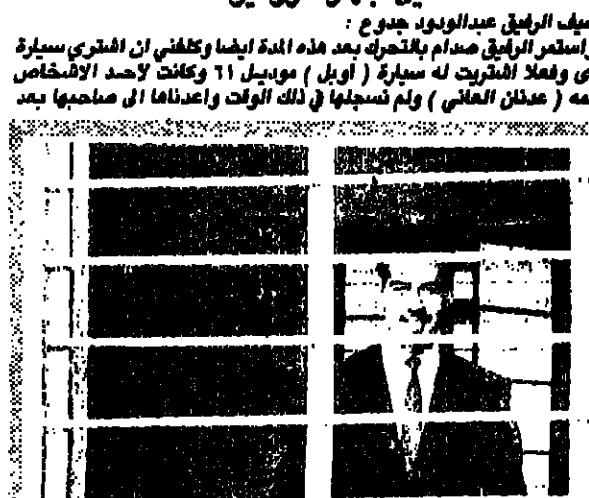 سيف الرفيق عبدالودود جدوع :
واستمر الرفيق صدام بالتحرك بعد هذه المدة ايضا وكلفني ان اشتري سيارة
وفعلا اشتريت له سيارة ( اوبل ) موديل ٦١ وكانت لاحد الاشخاص
( عدنان العاني ) ولم نسجلها في ذلك الوقت واعدناها الى صاحبها بعد